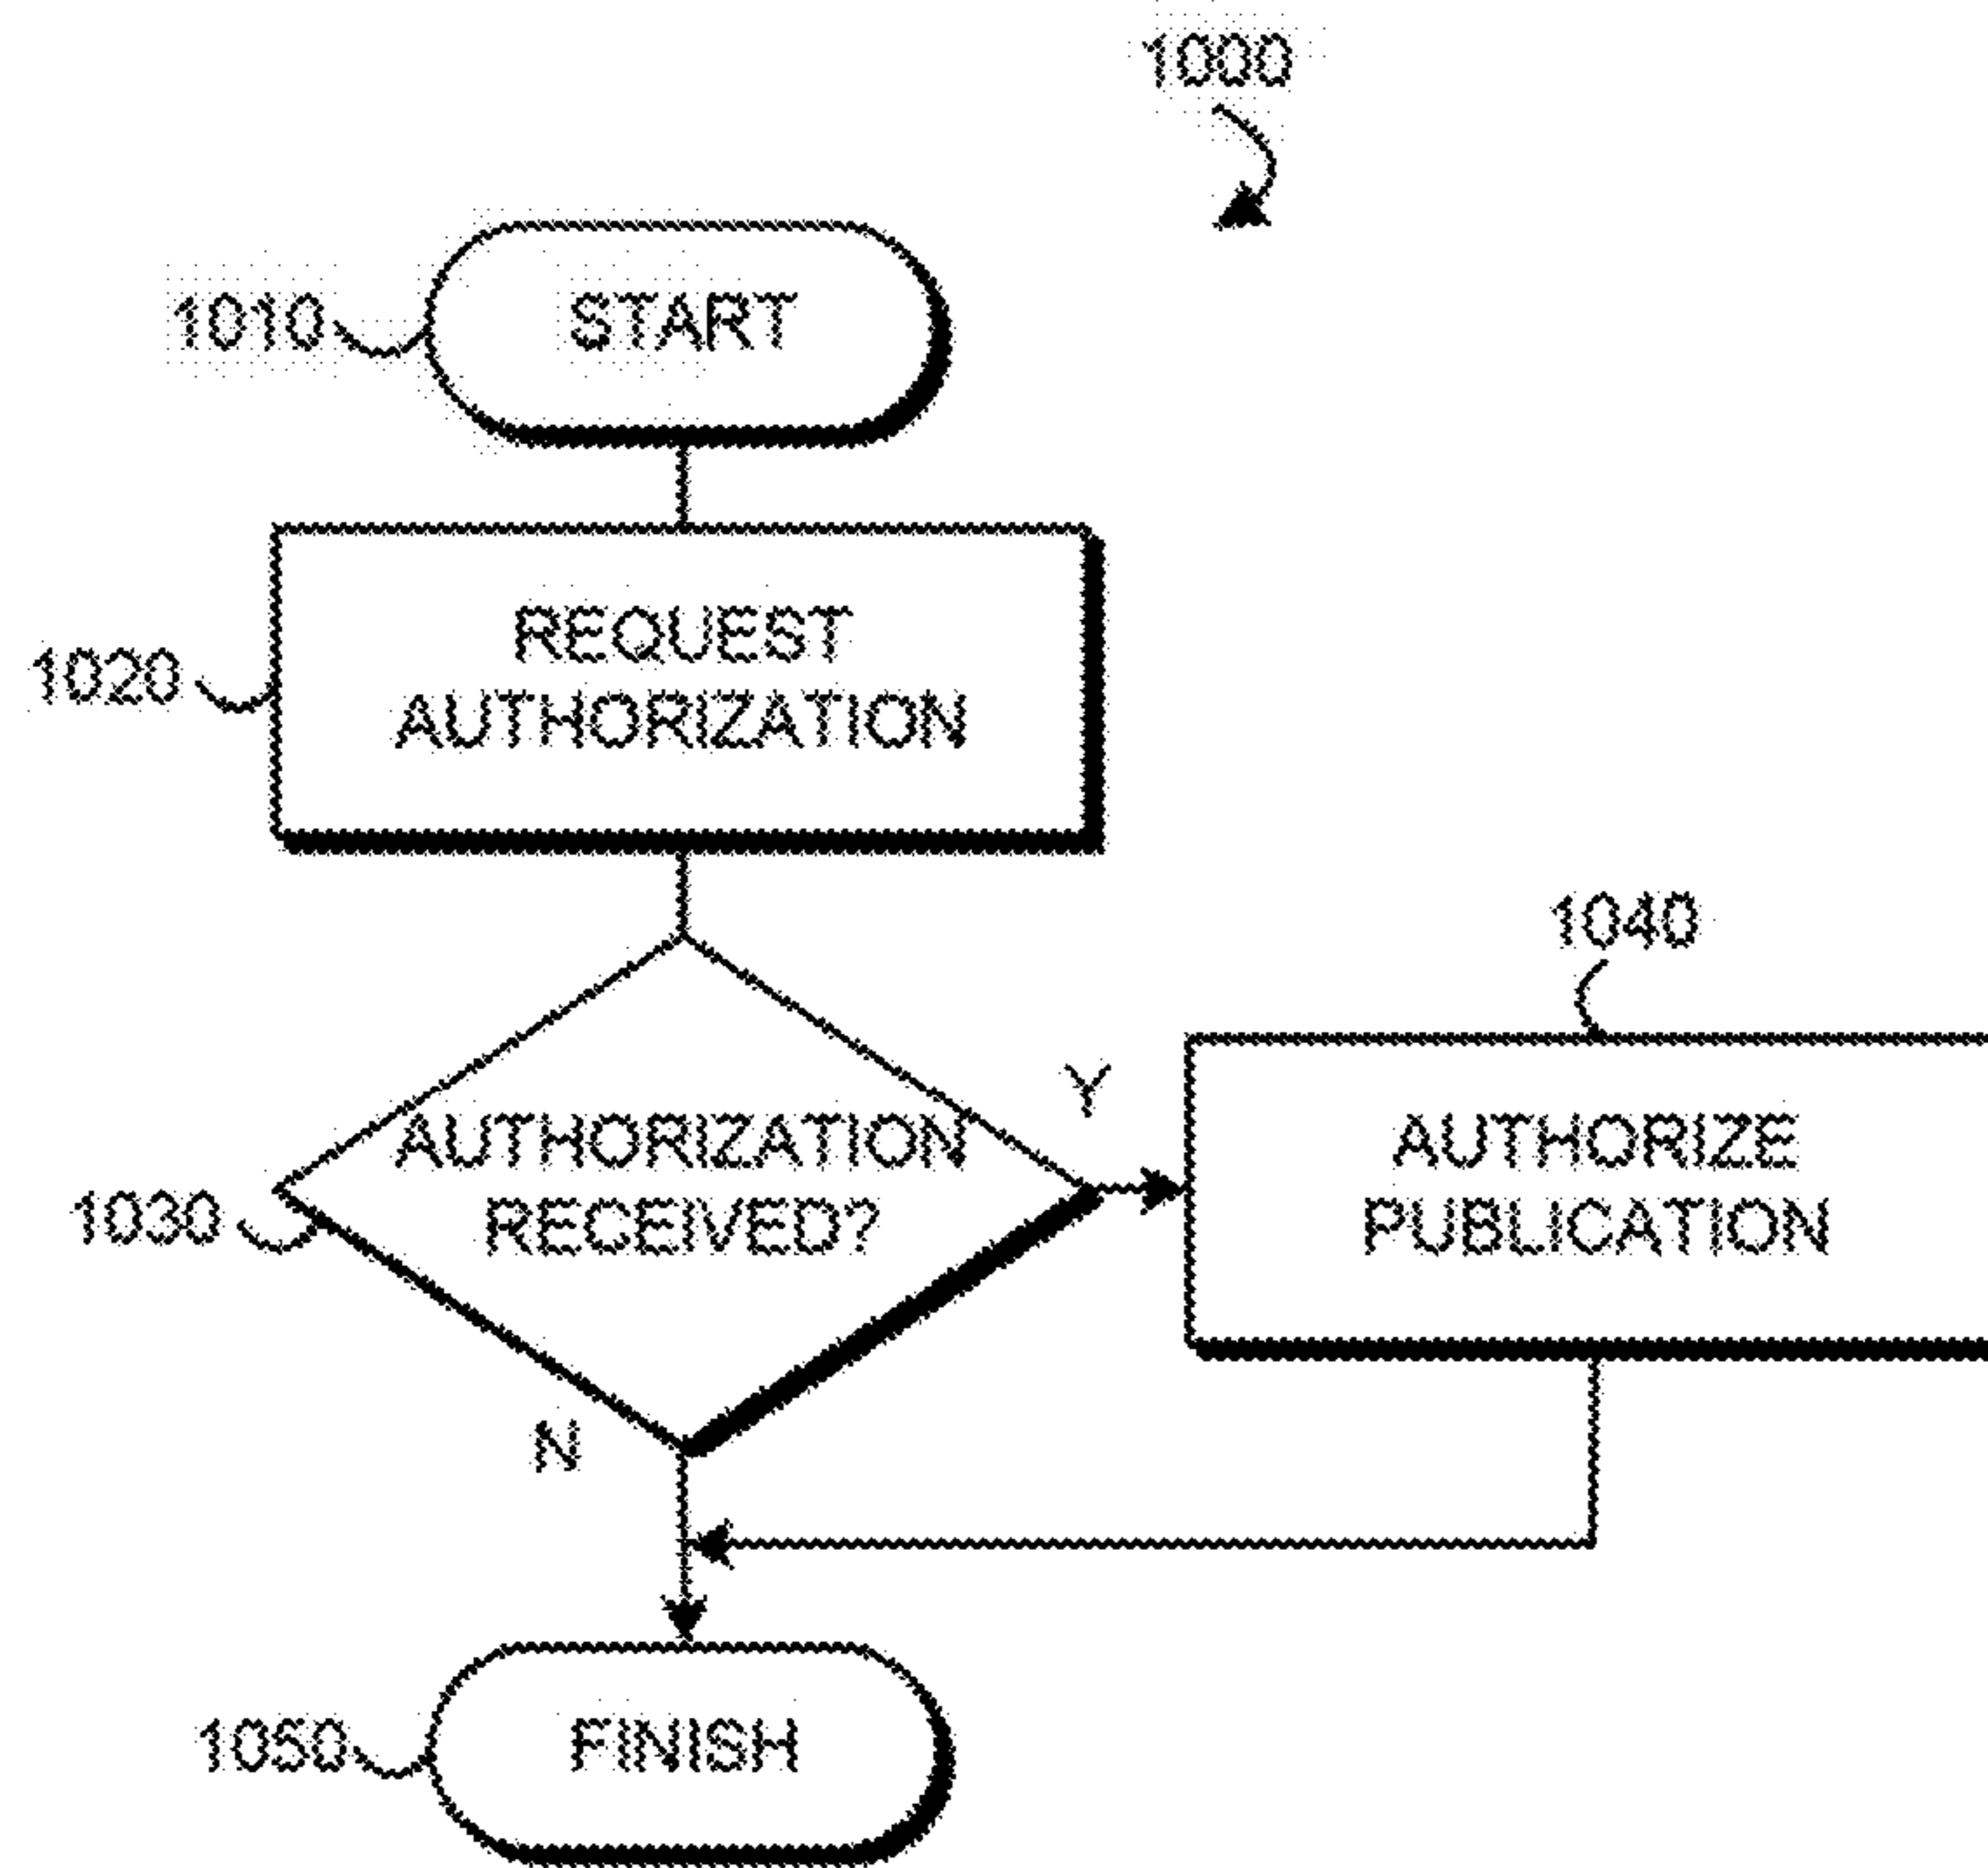 1000
1010
START
1020
REQUEST
AUTHORIZATION
1040
Y
AUTHORIZATION
RECEIVED?
AUTHORIZE
PUBLICATION
1030
N
1050
FINISH